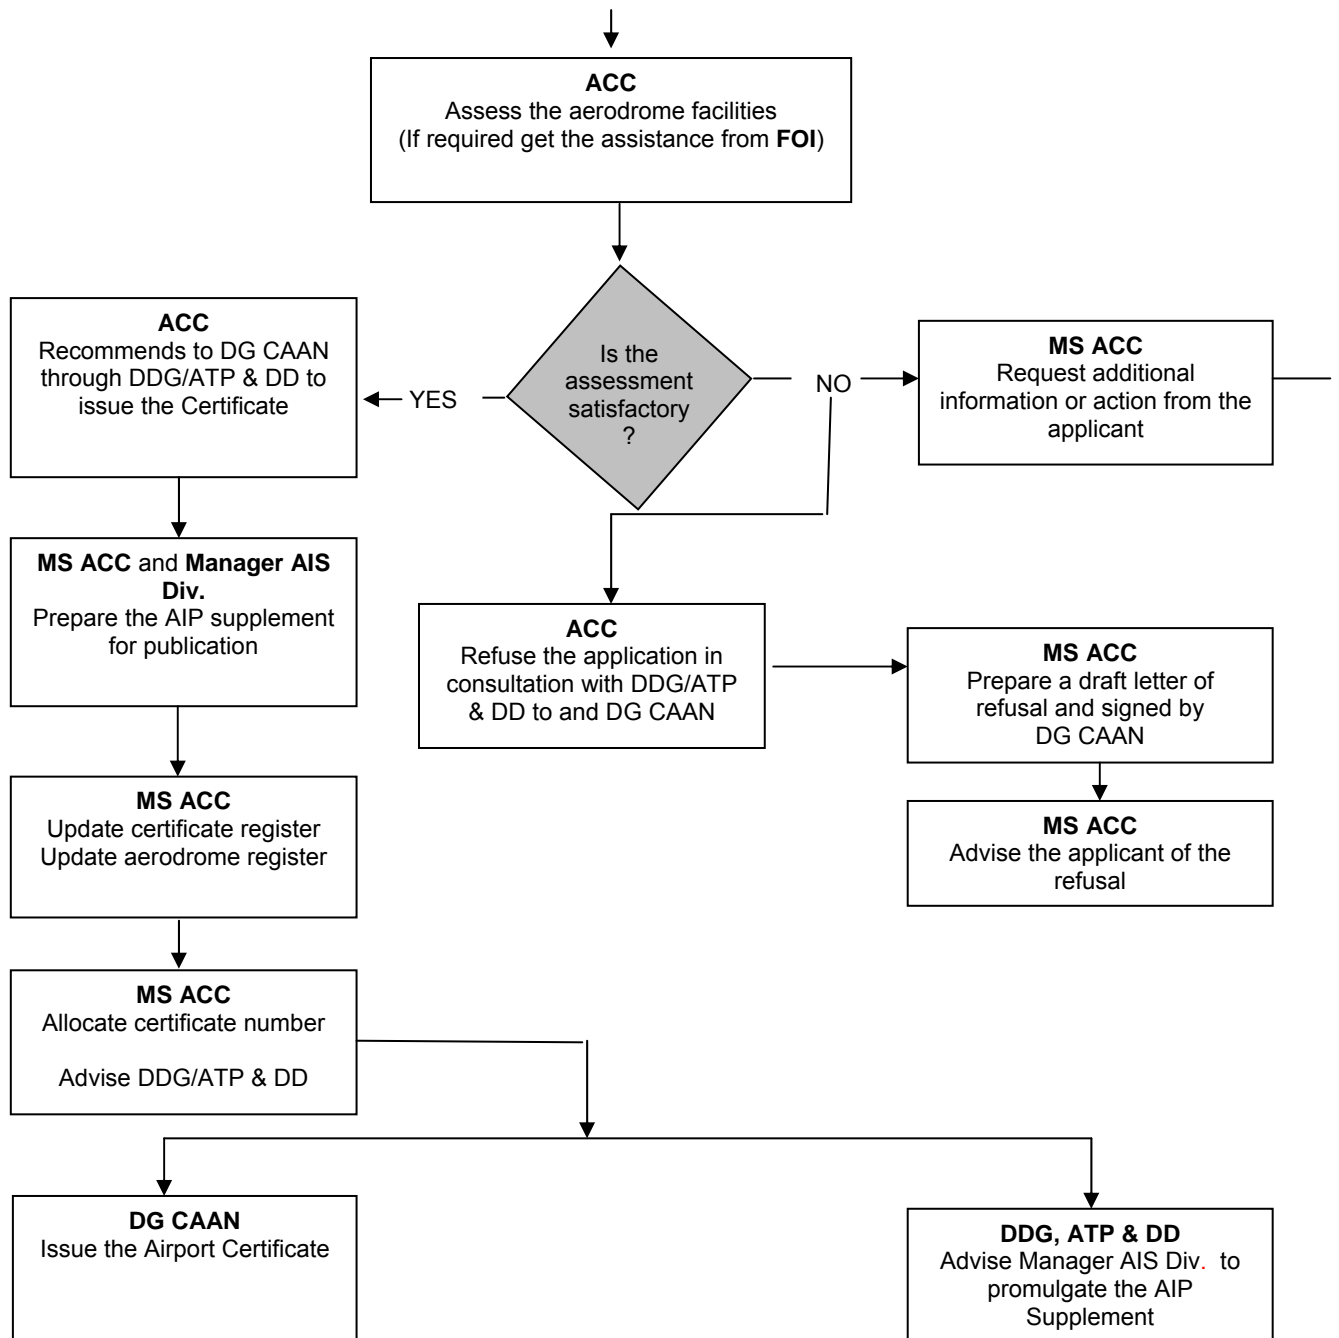 ACC
Assess the aerodrome facilities
(If required get the assistance from FOI)
Is the
assessment
satisfactory
?
YES
NO
ACC
Recommends to DG CAAN
through DDG/ATP & DD to
issue the Certificate
MS ACC
Request additional
information or action from the
applicant
MS ACC and Manager AIS
Div.
Prepare the AIP supplement
for publication
ACC
Refuse the application in
consultation with DDG/ATP
& DD to and DG CAAN
MS ACC
Prepare a draft letter of
refusal and signed by
DG CAAN
MS ACC
Update certificate register
Update aerodrome register
MS ACC
Advise the applicant of the
refusal
MS ACC
Allocate certificate number
Advise DDG/ATP & DD
DG CAAN
Issue the Airport Certificate
DDG, ATP & DD
Advise Manager AIS Div. to
promulgate the AIP
Supplement